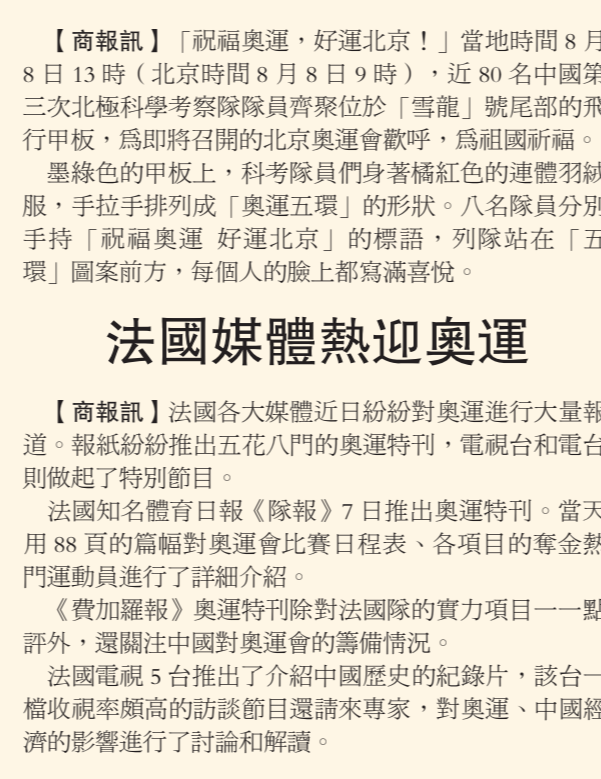 【商報訊】「祝福奧運，好運北京！」當地時間 8 月
8 日 13 時（北京時間 8 月 8 日 9 時），近 80 名中國第
三次北極科學考察隊隊員齊聚位於「雪龍」號尾部的飛
行甲板，爲即將召開的北京奧運會歡呼，爲祖國祈福。
墨綠色的甲板上，科考隊員們身著橘紅色的連體羽絨
服，手拉手排列成「奧運五環」的形狀。八名隊員分別
手持「祝福奧運 好運北京」的標語，列隊站在「五
環」圖案前方，每個人的臉上都寫滿喜悅。
法國媒體熱迎奧運
【商報訊】法國各大媒體近日紛紛對奧運進行大量報
道。報紙紛紛推出五花八門的奧運特刊，電視台和電台
則做起了特別節目。
法國知名體育日報《隊報》7 日推出奧運特刊。當天
用 88 頁的篇幅對奧運會比賽日程表、各項目的奪金熱
門運動員進行了詳細介紹。
《費加羅報》奧運特刊除對法國隊的實力項目一一點
評外，還關注中國對奧運會的籌備情況。
法國電視 5 台推出了介紹中國歷史的紀錄片，該台一
檔收視率頗高的訪談節目還請來專家，對奧運、中國經
濟的影響進行了討論和解讀。